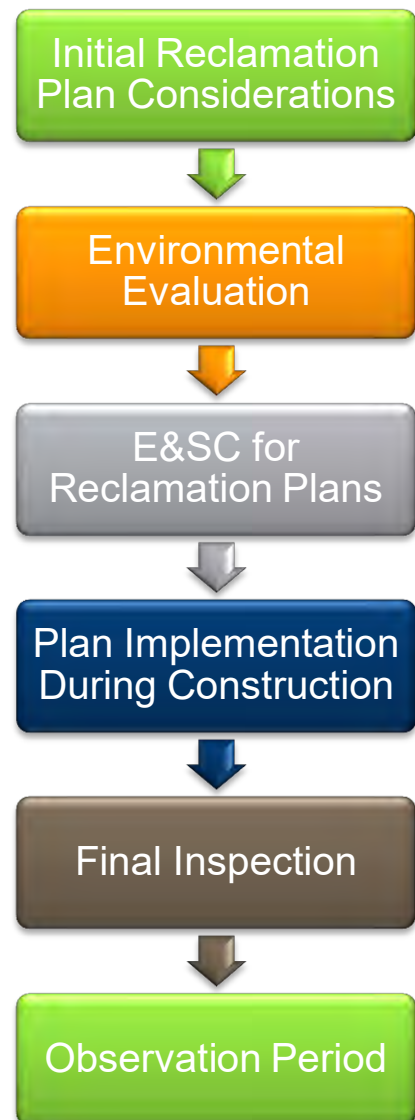 Initial Reclamation
Plan Considerations
Environmental
Evaluation
E&SC for
Reclamation Plans
Plan Implementation
During Construction
Final Inspection
Observation Period